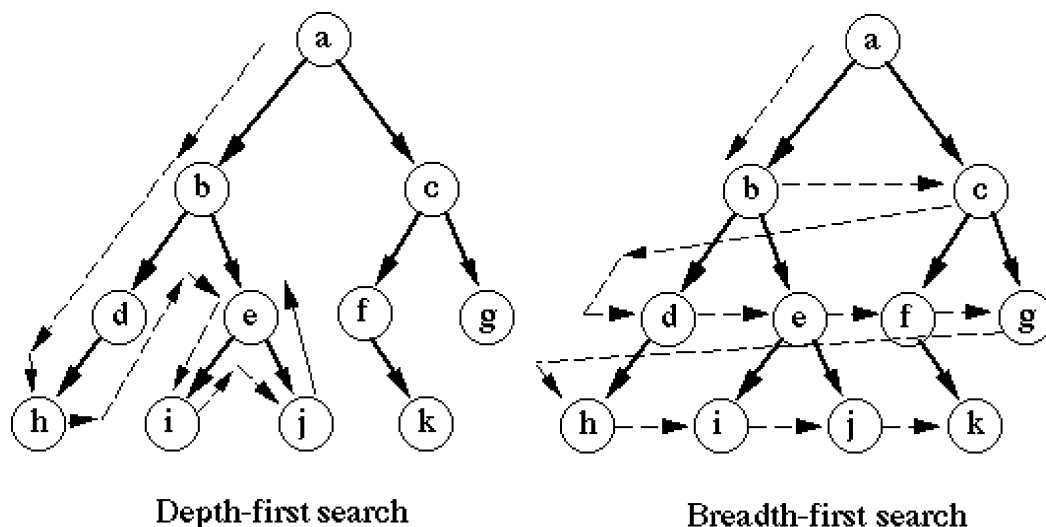 a
b c
d e f g
h i j k
Depth-first search
a
b c
d e f g
h i j k
Breadth-first search